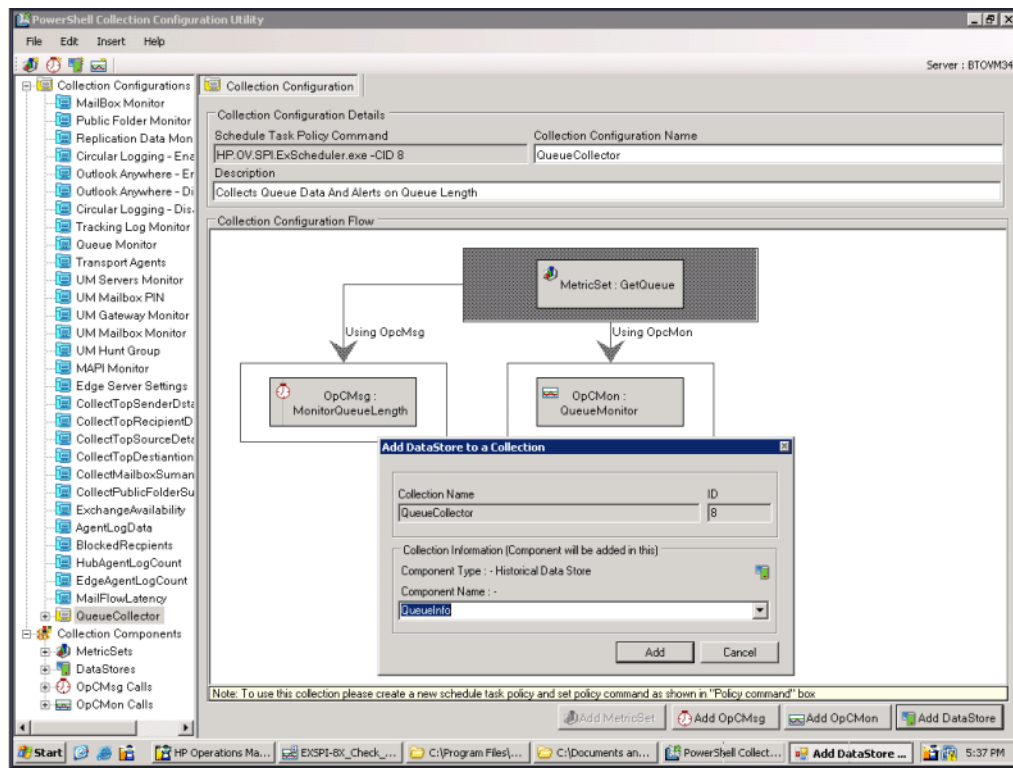 PowerShell Collection Configuration Utility
File Edit Insert Help
Server : BTOVM34
Collection Configurations
MailBox Monitor
Public Folder Monitor
Replication Data Mon
Circular Logging - Ena
Outlook Anywhere - Er
Outlook Anywhere - Di
Circular Logging - Dis
Tracking Log Monitor
Queue Monitor
Transport Agents
UM Servers Monitor
UM Mailbox PIN
UM Gateway Monitor
UM Mailbox Monitor
UM Hunt Group
MAPI Monitor
Edge Server Settings
CollectTopSenderDsta
CollectTopRecipientD
CollectTopSourceDeta
CollectTopDestiantion
CollectMailboxSuman
CollectPublicFolderSu
ExchangeAvailability
AgentLogData
BlockedRecpients
HubAgentLogCount
EdgeAgentLogCount
MailFlowLatency
QueueCollector
Collection Components
MetricSets
DataStores
OpCMsg Calls
OpCMon Calls
Collection Configuration
Collection Configuration Details
Schedule Task Policy Command
Collection Configuration Name
HP.OV.SPI.ExScheduler.exe -CID 8
QueueCollector
Description
Collects Queue Data And Alerts on Queue Length
Collection Configuration Flow
MetricSet : GetQueue
Using OpcMsg
Using OpcMon
OpCMsg :
MonitorQueueLength
OpCMon :
QueueMonitor
Add DataStore to a Collection
Collection Name
ID
QueueCollector
8
Collection Information (Component will be added in this)
Component Type : - Historical Data Store
Component Name : -
QueueInfo
Add
Cancel
Note: To use this collection please create a new schedule task policy and set policy command as shown in "Policy command" box
Add MetricSet
Add OpCMsg
Add OpCMon
Add DataStore
Start
HP Operations Ma...
EXSPI-8X_Check_...
C:\Program Files\...
C:\Documents an...
PowerShell Collect...
Add DataStore ...
5:37 PM